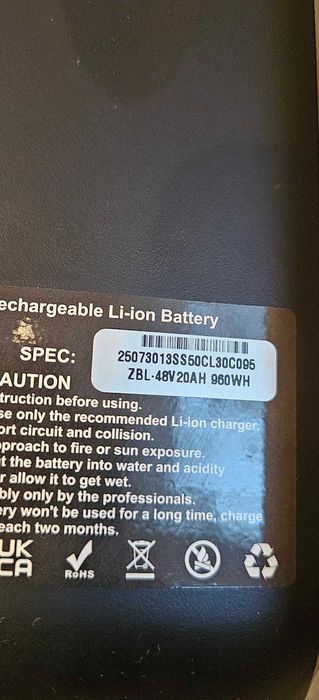 echargeable Li-ion Battery
SPEC:
25073013SS50CL30C095
ZBL-48V20AH 960WH
AUTION
truction before using.
se only the recommended Li-ion charger.
ort circuit and collision.
pproach to fire or sun exposure.
t the battery into water and acidity
r allow it to get wet.
bly only by the professionals.
ery won't be used for a long time, charge
each two months.
UK
CA
RoHS